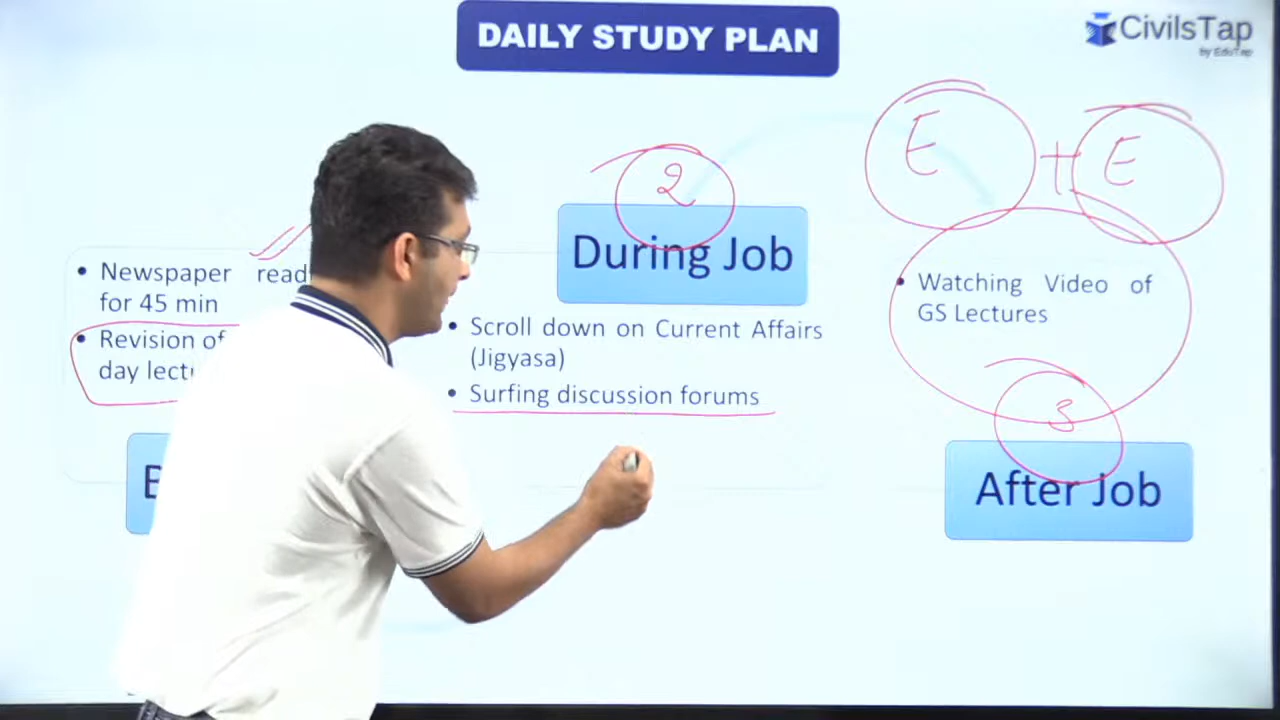 DAILY STUDY PLAN
CivilsTap
by EduTap
E + E
2
During Job
• Newspaper
for 45 min
• Revision of
day
• Scroll down on Current Affairs
(Jigyasa)
• Surfing discussion forums
• Watching Video of
GS Lectures
3
After Job